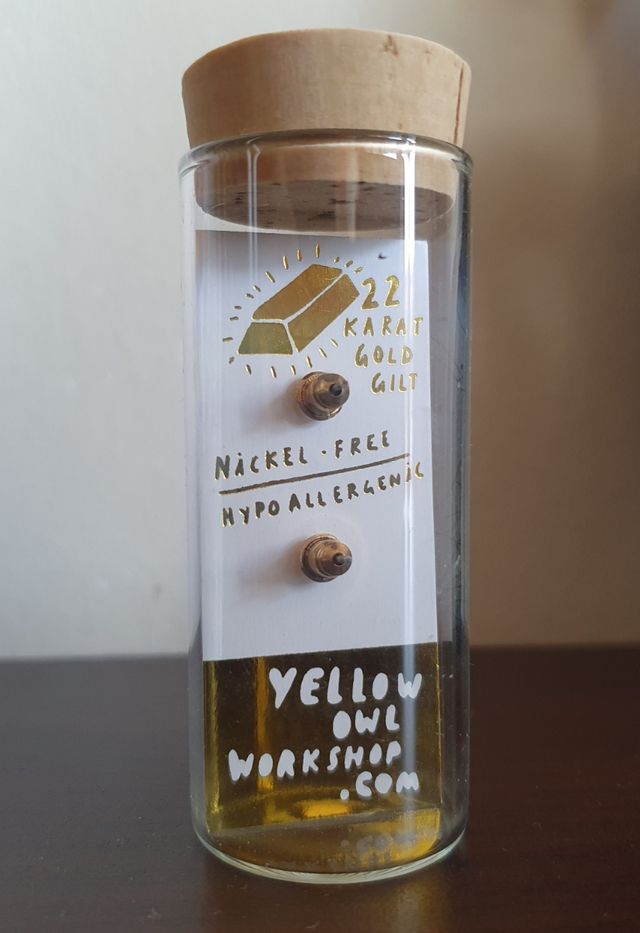 22
KARAT
GOLD
GILT
NICKEL · FREE
HYPOALLERGENIC
YELLOW
OWL
WORKSHOP
.COM